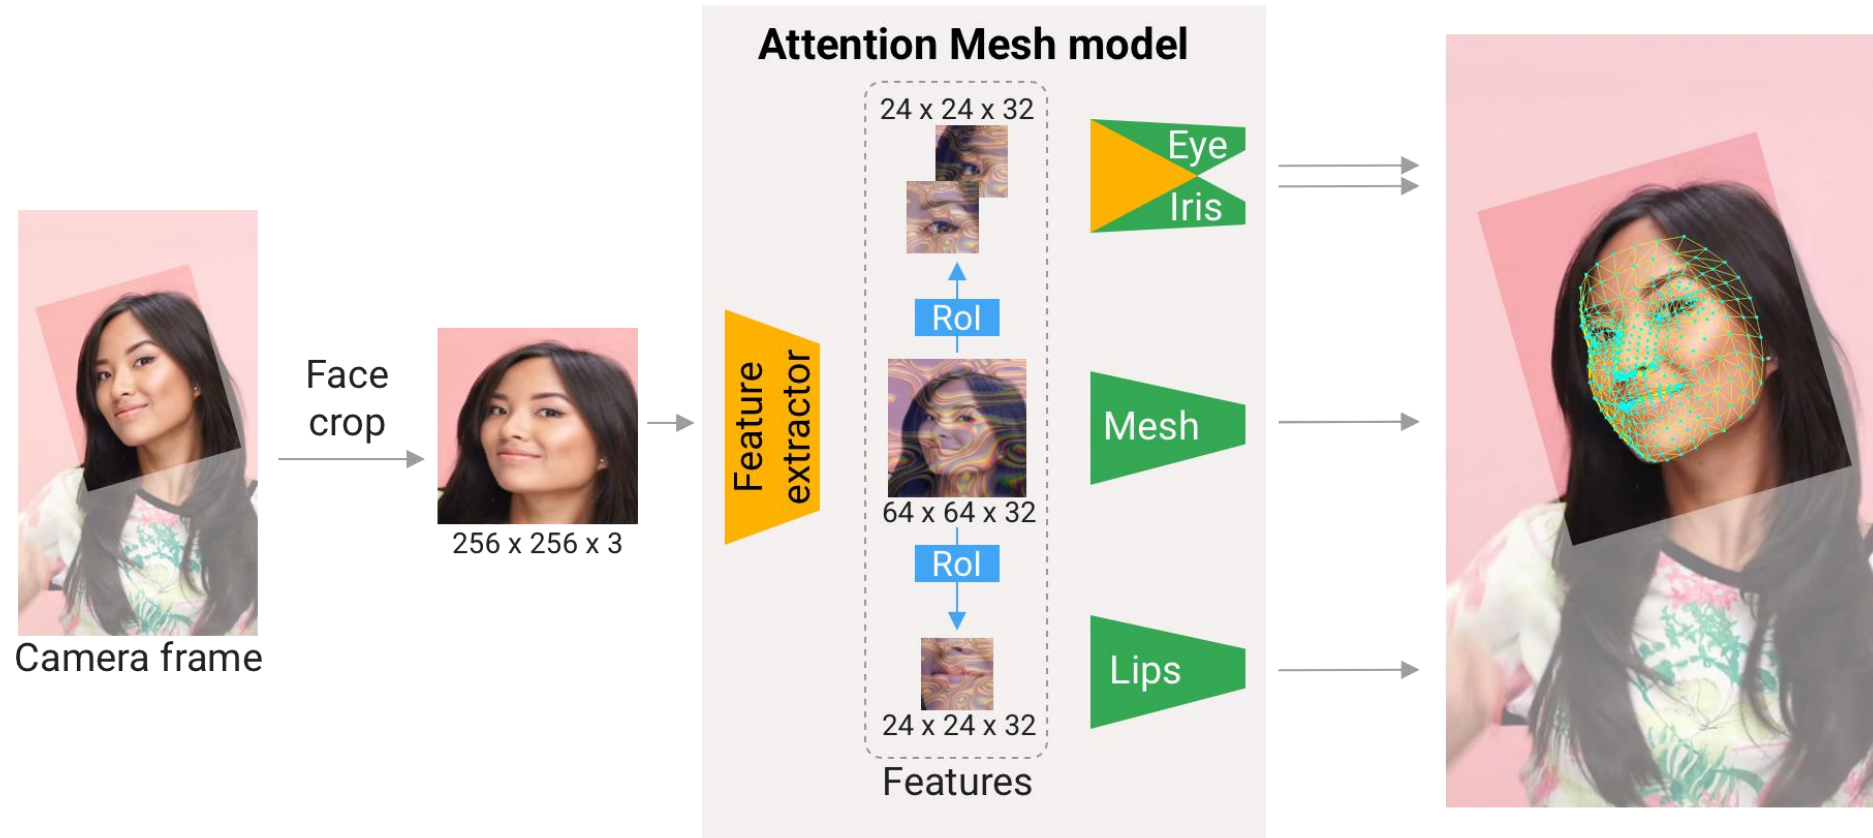 Attention Mesh model
24 x 24 x 32
Eye
Iris
RoI
Face
crop
Feature
extractor
Mesh
64 x 64 x 32
256 x 256 x 3
RoI
Camera frame
Lips
24 x 24 x 32
Features